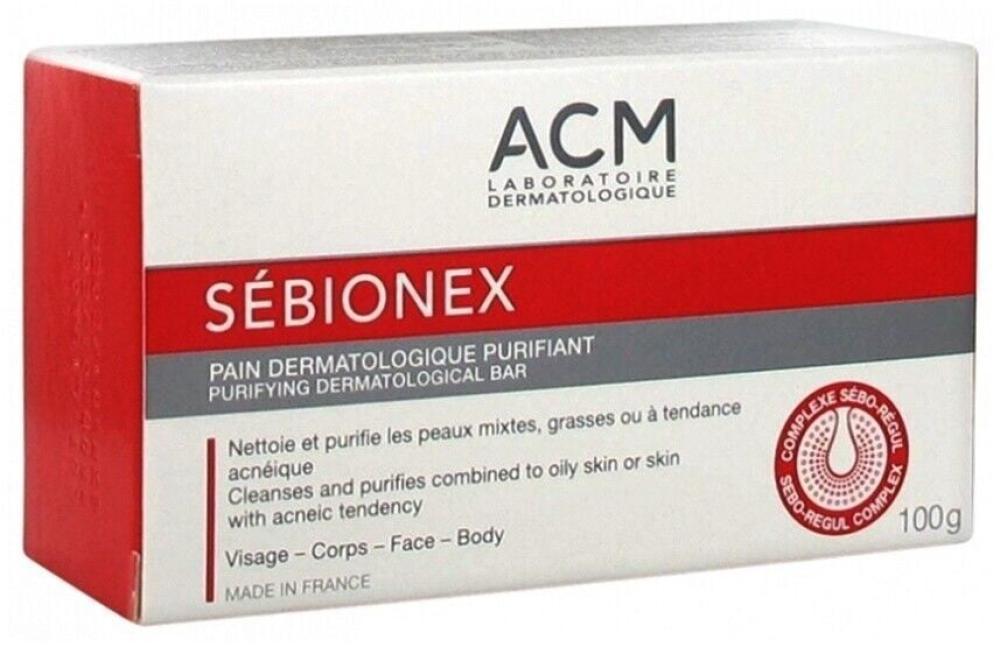 ACM
LABORATOIRE
DERMATOLOGIQUE
SÉBIONEX
PAIN DERMATOLOGIQUE PURIFIANT
PURIFYING DERMATOLOGICAL BAR
Nettoie et purifie les peaux mixtes, grasses ou à tendance
acnéique
Cleanses and purifies combined to oily skin or skin
with acneic tendency
Visage – Corps – Face – Body
MADE IN FRANCE
COMPLEXE SÉBO-RÉGUL
SEBO-REGUL COMPLEX
100g